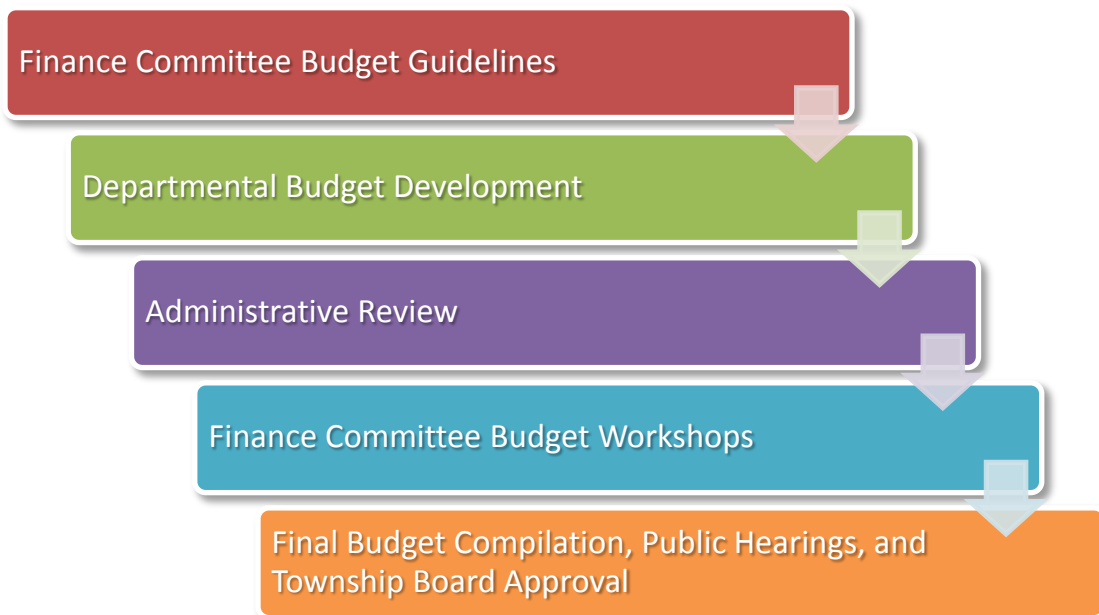 Finance Committee Budget Guidelines
Departmental Budget Development
Administrative Review
Finance Committee Budget Workshops
Final Budget Compilation, Public Hearings, and
Township Board Approval